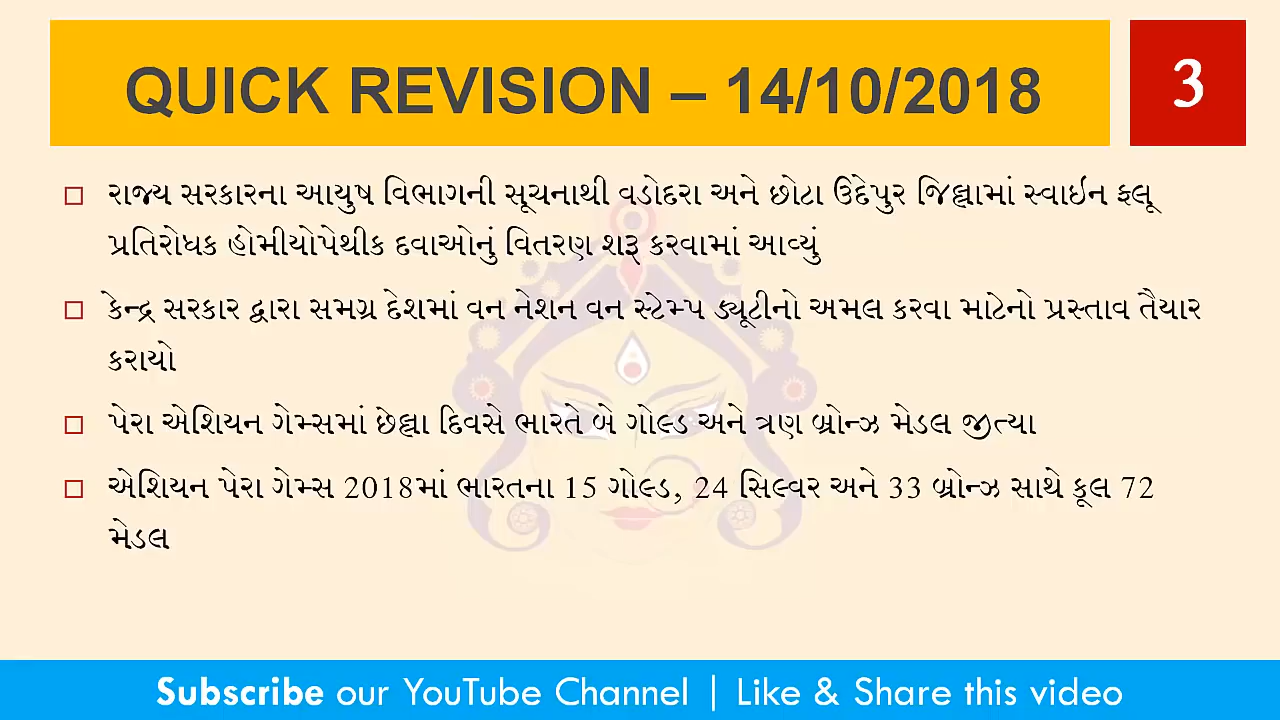 QUICK REVISION – 14/10/2018
3
રાજ્ય સરકારના આયુષ વિભાગની સૂચનાથી વડોદરા અને છોટા ઉદેપુર જિલ્લામાં સ્વાઇન ફ્લૂ
પ્રતિરોધક હોમીયોપેથીક દવાઓનું વિતરણ શરૂ કરવામાં આવ્યું
કેન્દ્ર સરકાર દ્વારા સમગ્ર દેશમાં વન નેશન વન સ્ટેમ્પ ડ્યૂટીનો અમલ કરવા માટેનો પ્રસ્તાવ તૈયાર
કરાયો
પેરા એશિયન ગેમ્સમાં છેલ્લા દિવસે ભારતે બે ગોલ્ડ અને ત્રણ બ્રોન્ઝ મેડલ જીત્યા
એશિયન પેરા ગેમ્સ 2018માં ભારતના 15 ગોલ્ડ, 24 સિલ્વર અને 33 બ્રોન્ઝ સાથે કૂલ 72
મેડલ
Subscribe our YouTube Channel | Like & Share this video